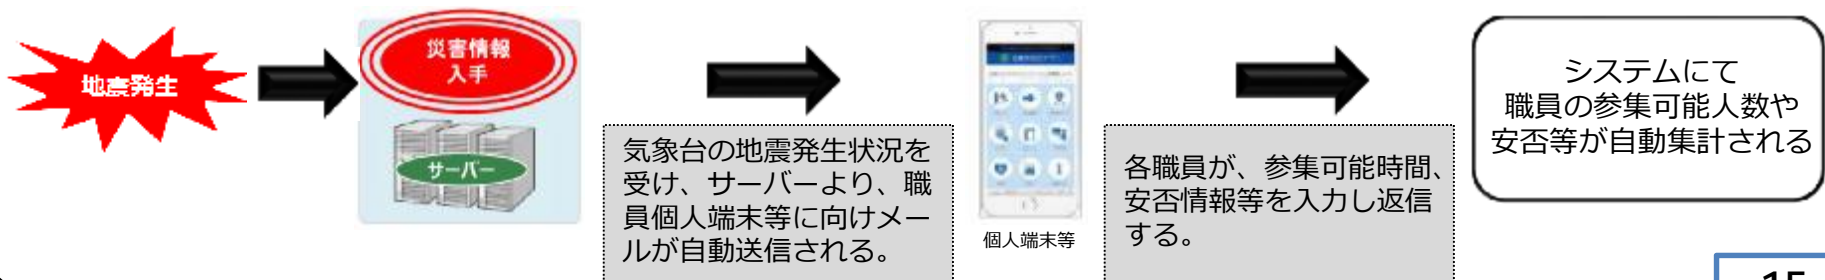 地震発生
災害情報
入手
サーバー
気象台の地震発生状況を
受け、サーバーより、職
員個人端末等に向けメー
ルが自動送信される。
個人端末等
各職員が、参集可能時間、
安否情報等を入力し返信
する。
システムにて
職員の参集可能人数や
安否等が自動集計される
15